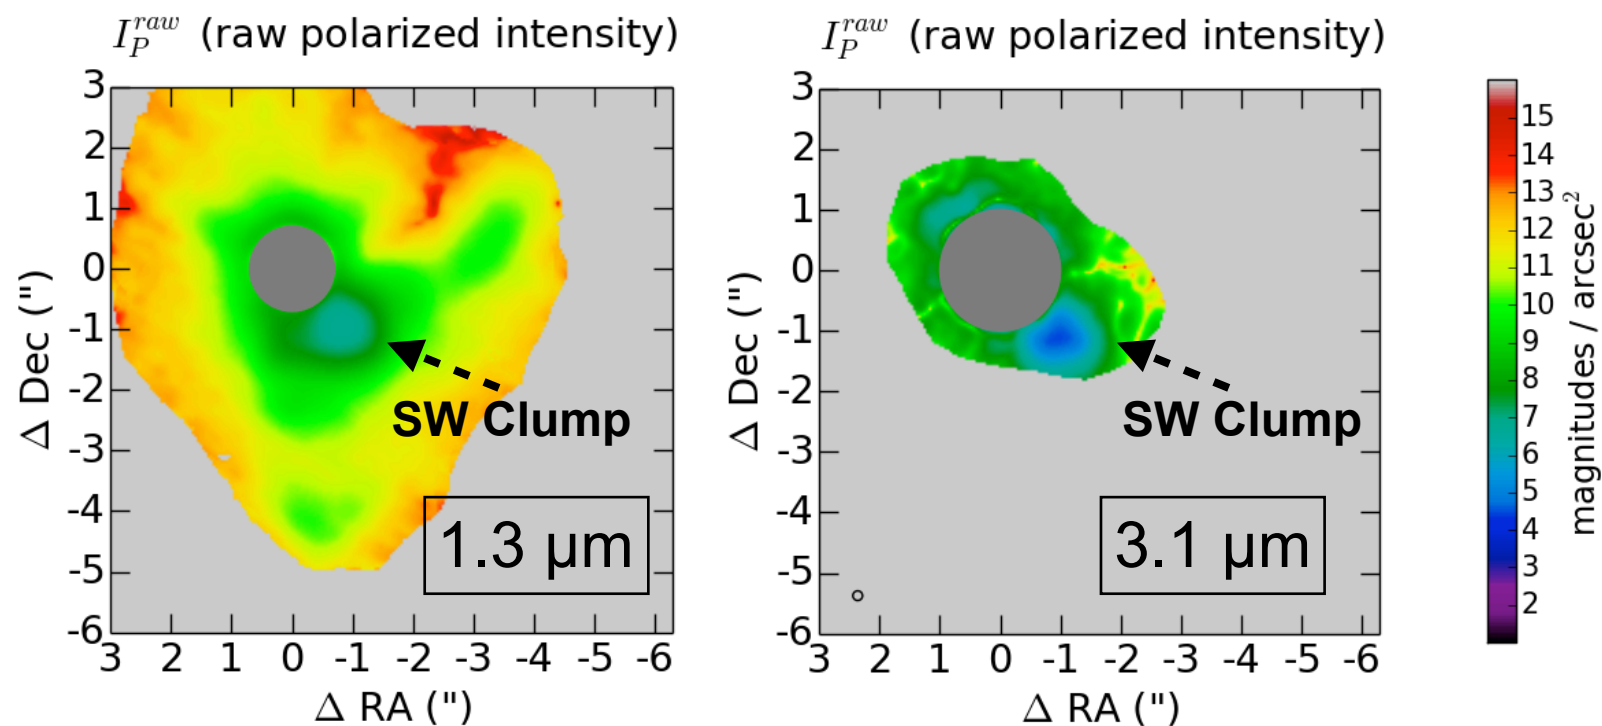 I_P^{raw} (raw polarized intensity)
3
2
1
0
-1
-2
-3
-4
-5
-6
Δ Dec (")
SW Clump
1.3 μm
3 2 1 0 -1 -2 -3 -4 -5 -6
Δ RA (")
I_P^{raw} (raw polarized intensity)
3
2
1
0
-1
-2
-3
-4
-5
-6
Δ Dec (")
SW Clump
3.1 μm
3 2 1 0 -1 -2 -3 -4 -5 -6
Δ RA (")
15
14
13
12
11
10
9
8
7
6
5
4
3
2
magnitudes / arcsec²